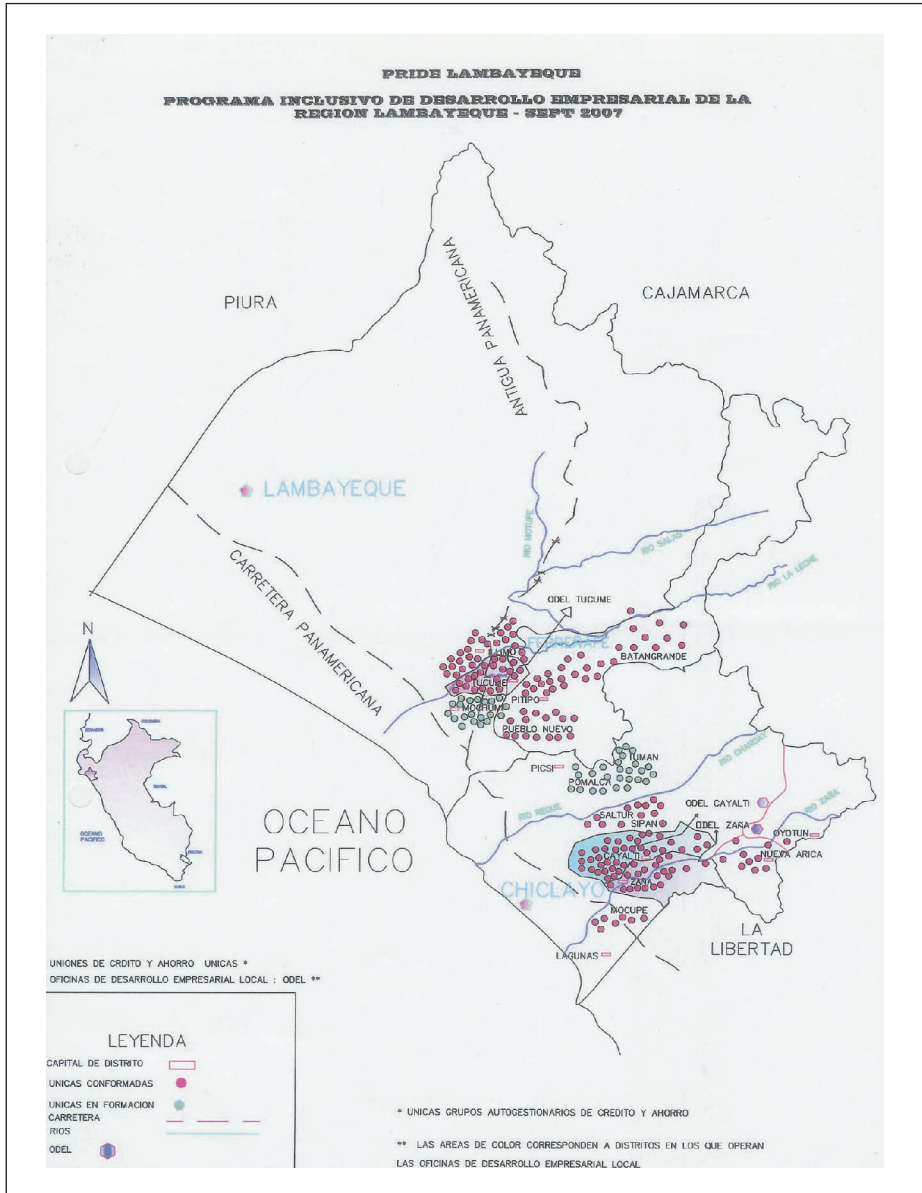 PRIDE LAMBAYEQUE
PROGRAMA INCLUSIVO DE DESARROLLO EMPRESARIAL DE LA
REGION LAMBAYEQUE - SEPT 2007
PIURA
CAJAMARCA
ANTIGUA PANAMERICANA
LAMBAYEQUE
CARRETERA PANAMERICANA
RIO MOTUPE
RIO SALAS
RIO LA LECHE
ODEL TUCUME
FERREÑAFE
ILLIMO
BATANGRANDE
TUCUME
PITIPO
MOCHUMI
PUEBLO NUEVO
N
TUMAN
PICSI
POMALCA
RIO CHANCAY
RIO REQUE
SALTUR
SIPAN
ODEL CAYALTI
ODEL ZAÑA
RIO ZAÑA
OYOTUN
NUEVA ARICA
CAYALTI
ZAÑA
OCEANO
PACIFICO
CHICLAYO
MOCUPE
LAGUNAS
LA
LIBERTAD
ECUADOR
COLOMBIA
BRASIL
OCEANO
PACIFICO
BOLIVIA
CHILE
UNIONES DE CRDITO Y AHORRO UNICAS *
OFICINAS DE DESARROLLO EMPRESARIAL LOCAL : ODEL **
LEYENDA
CAPITAL DE DISTRITO
UNICAS CONFORMADAS
UNICAS EN FORMACION
CARRETERA
RIOS
ODEL
* UNICAS GRUPOS AUTOGESTIONARIOS DE CREDITO Y AHORRO
** LAS AREAS DE COLOR CORRESPONDEN A DISTRITOS EN LOS QUE OPERAN
LAS OFICINAS DE DESARROLLO EMPRESARIAL LOCAL